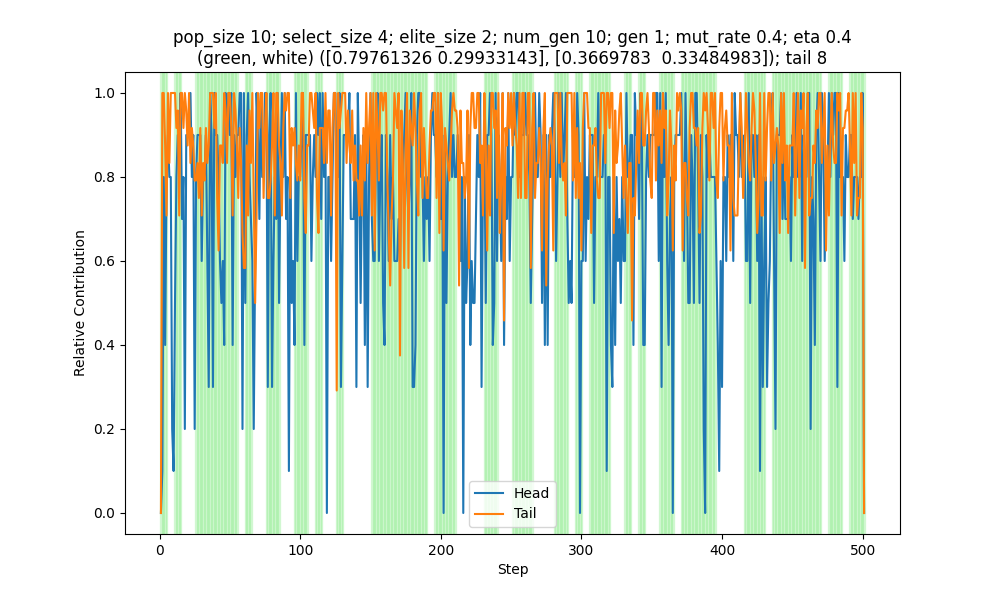 pop_size 10; select_size 4; elite_size 2; num_gen 10; gen 1; mut_rate 0.4; eta 0.4
(green, white) ([0.79761326 0.29933143], [0.3669783  0.33484983]); tail 8
1.0
0.8
0.6
0.4
0.2
0.0
Relative Contribution
Head
Tail
0
100
200
300
400
500
Step